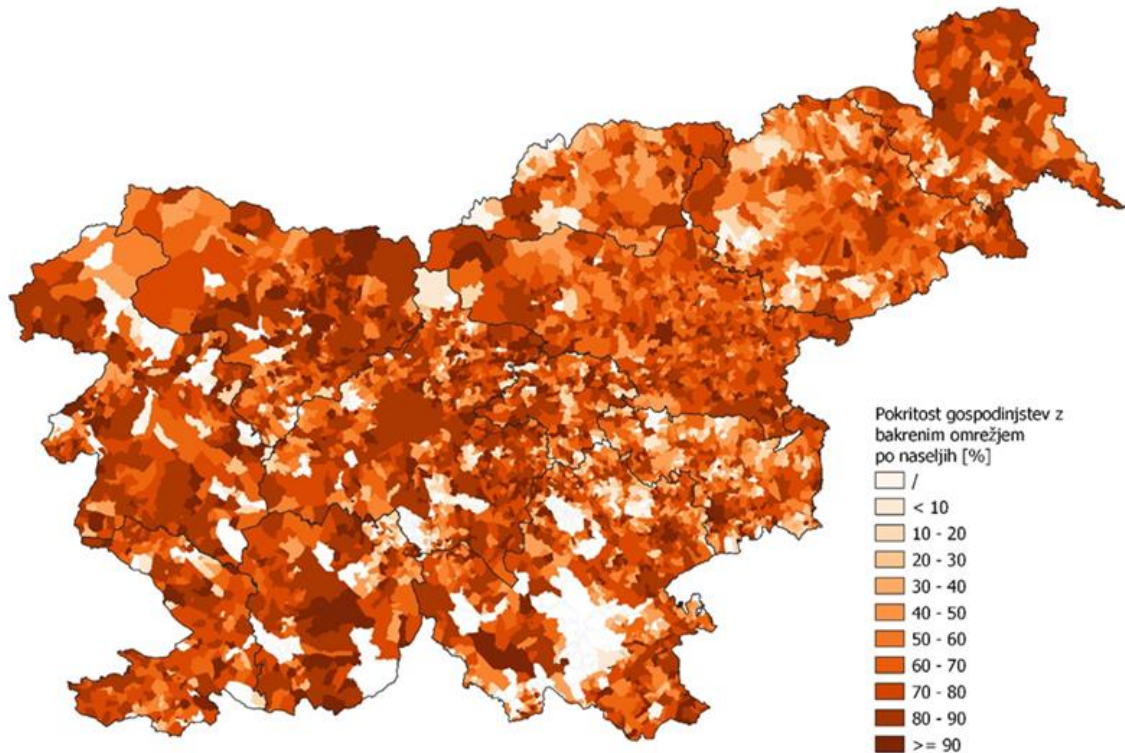 Pokritost gospodinjstev z
bakrenim omrežjem
po naseljih [%]
/
< 10
10 - 20
20 - 30
30 - 40
40 - 50
50 - 60
60 - 70
70 - 80
80 - 90
>= 90